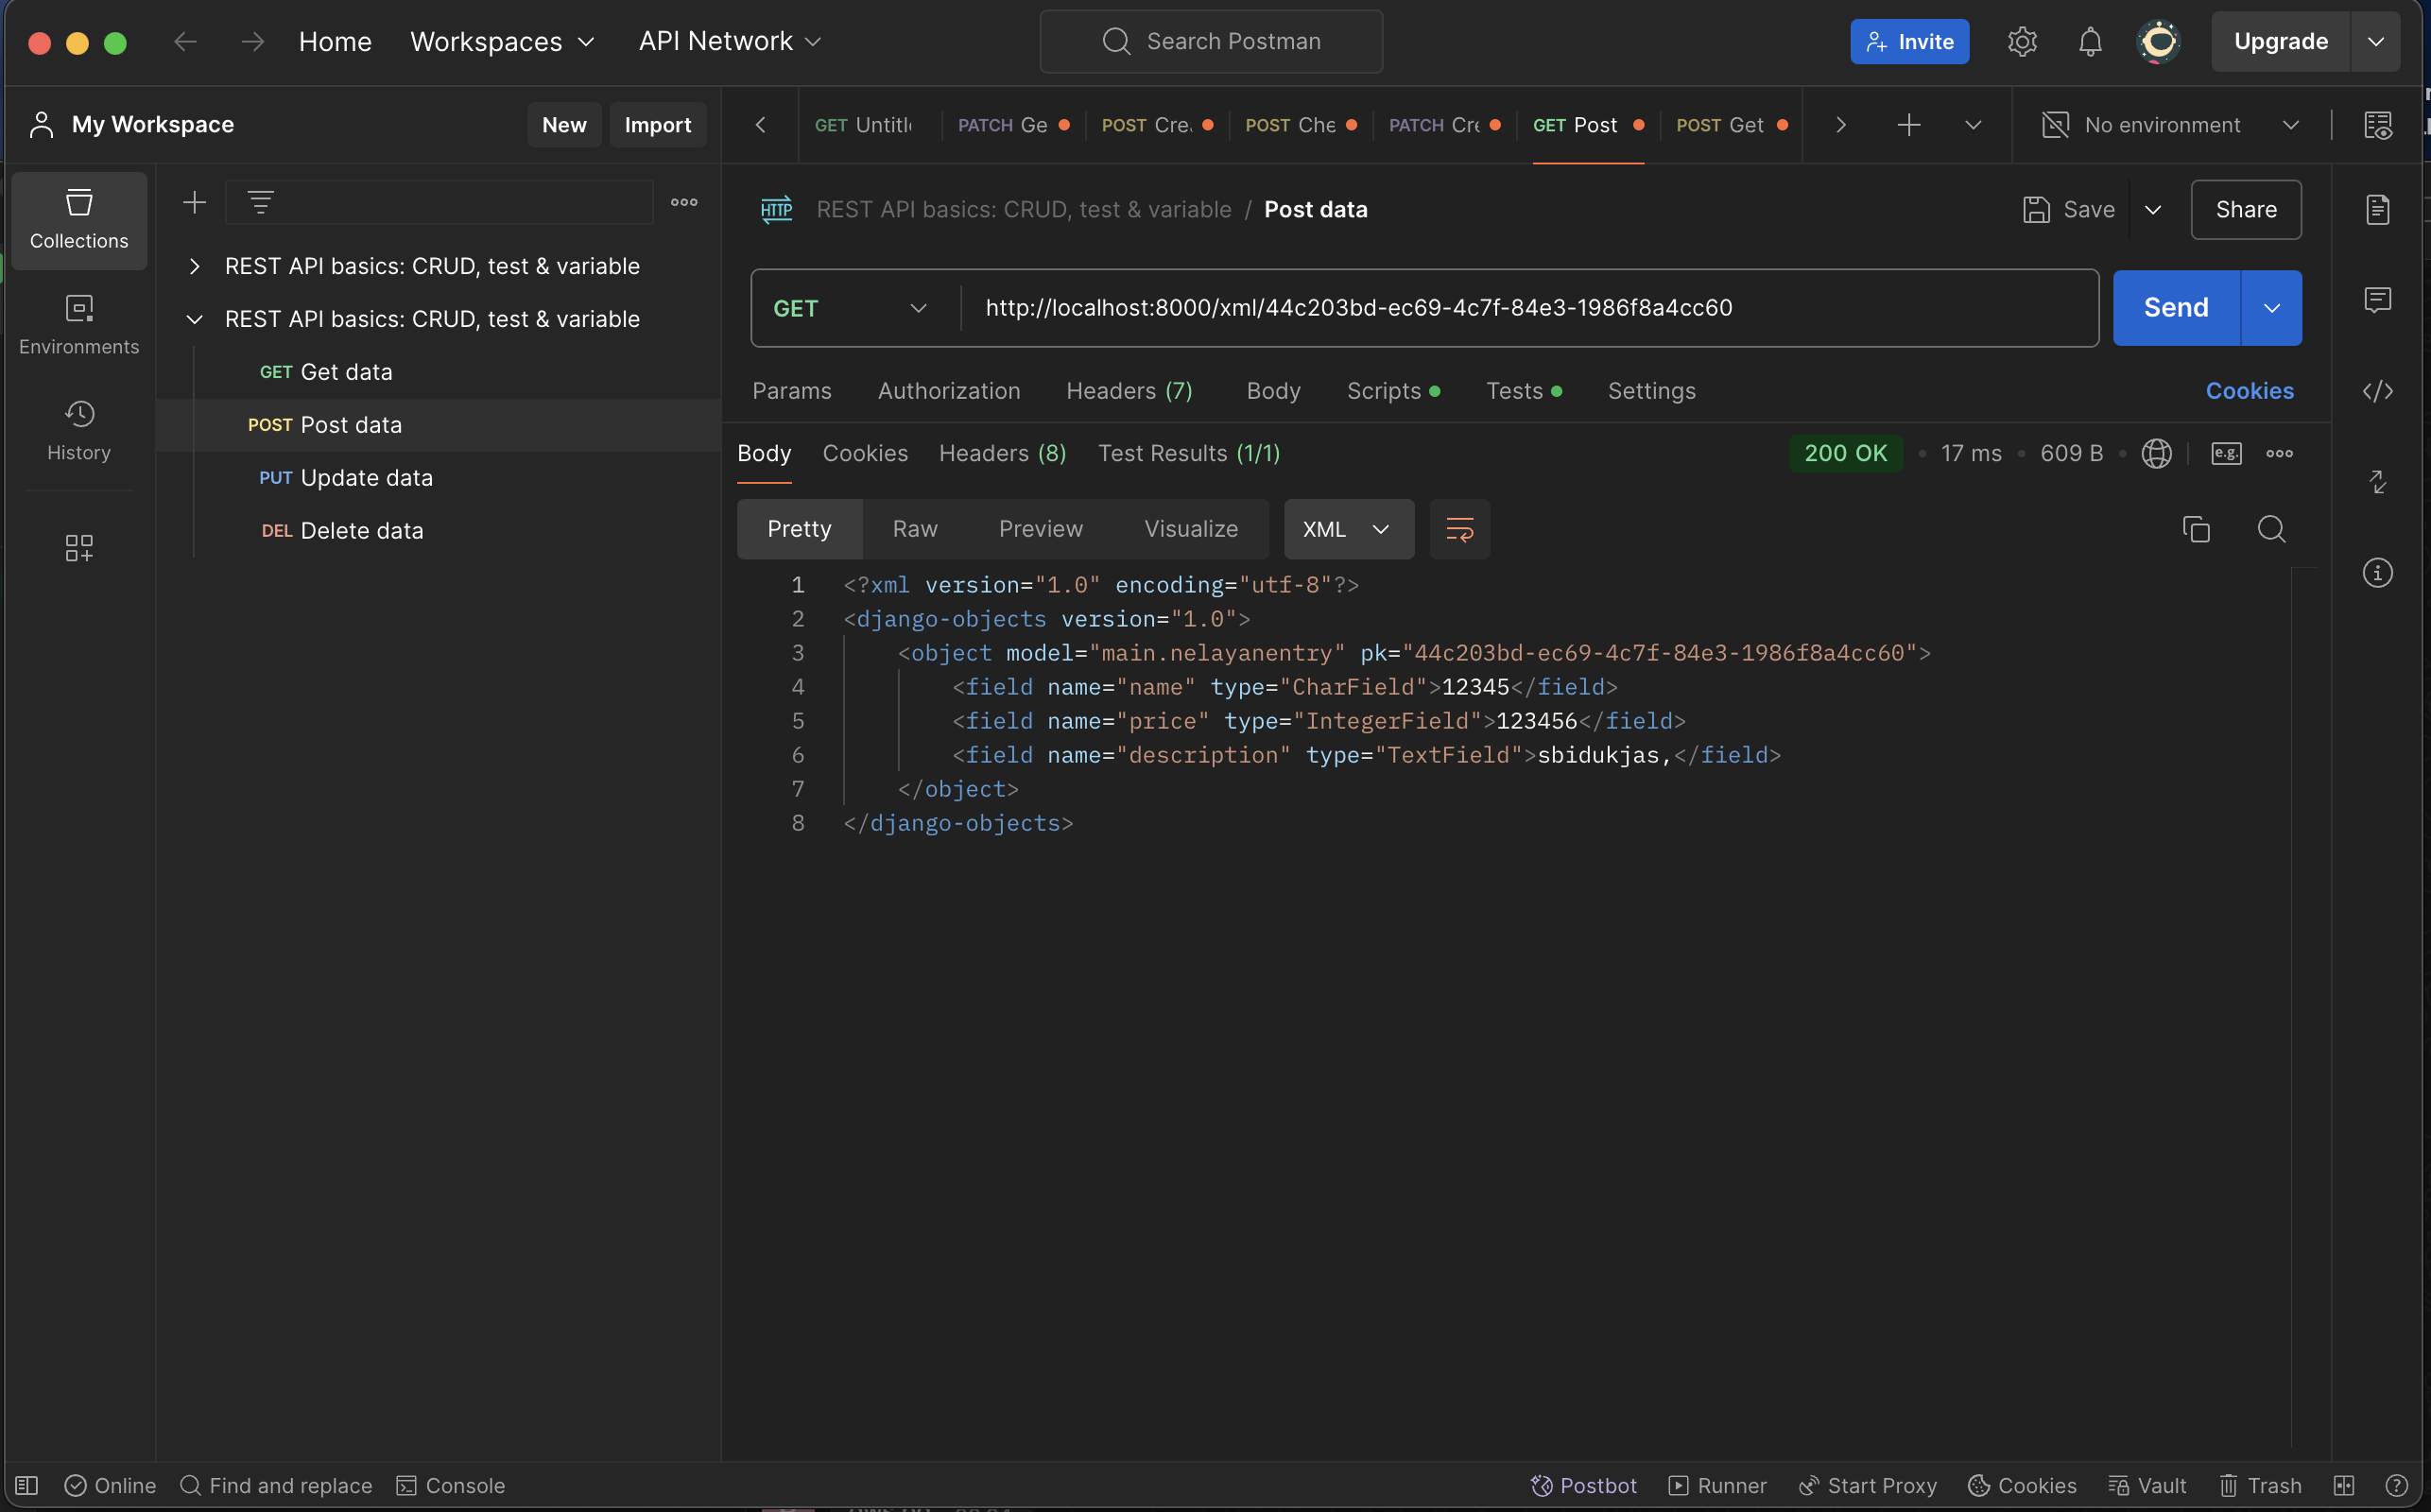 Home Workspaces API Network Search Postman Invite Upgrade
My Workspace New Import
GET Untitl PATCH Ge POST Cre POST Che PATCH Cre GET Post POST Get No environment
Collections
Environments
History
REST API basics: CRUD, test & variable
REST API basics: CRUD, test & variable
GET Get data
POST Post data
PUT Update data
DEL Delete data
HTTP REST API basics: CRUD, test & variable / Post data Save Share
GET http://localhost:8000/xml/44c203bd-ec69-4c7f-84e3-1986f8a4cc60 Send
Params Authorization Headers (7) Body Scripts Tests Settings Cookies
Body Cookies Headers (8) Test Results (1/1) 200 OK • 17 ms • 609 B • e.g.
Pretty Raw Preview Visualize XML
1 <?xml version="1.0" encoding="utf-8"?>
2 <django-objects version="1.0">
3 <object model="main.nelayanentry" pk="44c203bd-ec69-4c7f-84e3-1986f8a4cc60">
4 <field name="name" type="CharField">12345</field>
5 <field name="price" type="IntegerField">123456</field>
6 <field name="description" type="TextField">sbidukjas,</field>
7 </object>
8 </django-objects>
Online Find and replace Console Postbot Runner Start Proxy Cookies Vault Trash